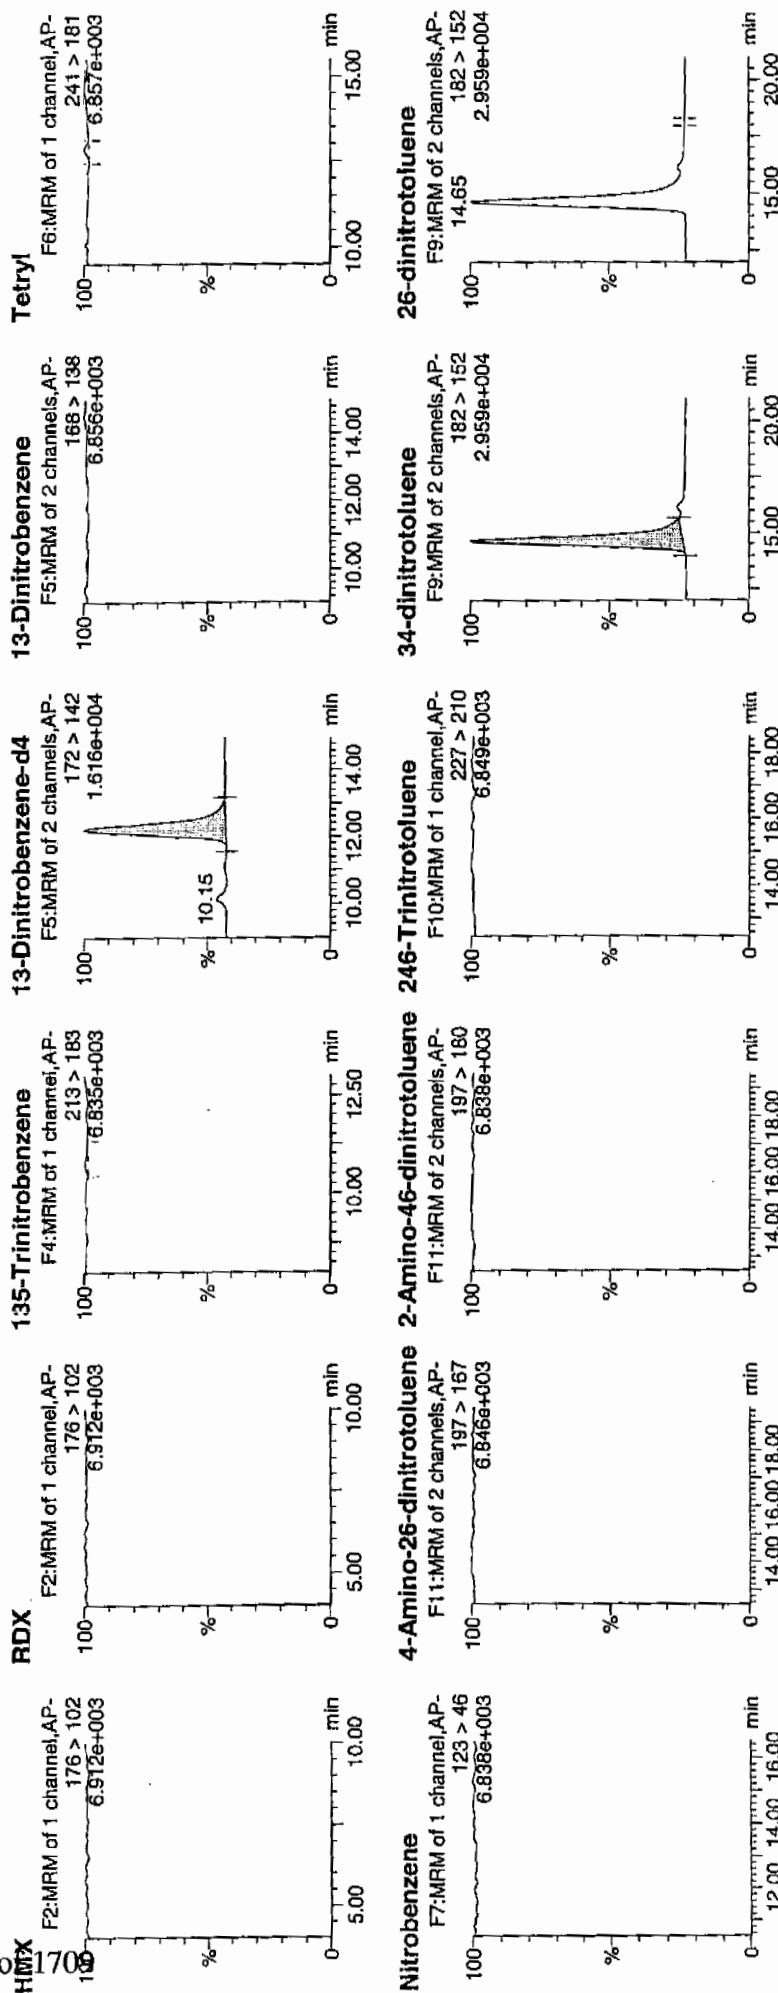 HMX
F2:MRM of 1 channel,AP-
176 > 102
6.912e+003
%
0
5.00
10.00
min
RDX
F2:MRM of 1 channel,AP-
176 > 102
6.912e+003
100
%
0
5.00
10.00
min
135-Trinitrobenzene
F4:MRM of 1 channel,AP-
213 > 183
6.835e+003
100
%
0
10.00
12.50
min
13-Dinitrobenzene-d4
F5:MRM of 2 channels,AP-
172 > 142
1.616e+004
100
10.15
%
0
10.00
12.00
14.00
min
13-Dinitrobenzene
F5:MRM of 2 channels,AP-
168 > 138
6.856e+003
100
%
0
10.00
12.00
14.00
min
Tetryl
F6:MRM of 1 channel,AP-
241 > 181
6.857e+003
100
%
0
10.00
15.00
min
Nitrobenzene
F7:MRM of 1 channel,AP-
123 > 46
6.838e+003
100
%
0
12.00
14.00
16.00
min
4-Amino-26-dinitrotoluene
F11:MRM of 2 channels,AP-
197 > 167
6.846e+003
100
%
0
14.00
16.00
18.00
min
2-Amino-46-dinitrotoluene
F11:MRM of 2 channels,AP-
197 > 180
6.838e+003
100
%
0
14.00
16.00
18.00
min
246-Trinitrotoluene
F10:MRM of 1 channel,AP-
227 > 210
6.849e+003
100
%
0
14.00
16.00
18.00
min
34-dinitrotoluene
F9:MRM of 2 channels,AP-
182 > 152
2.959e+004
100
%
0
15.00
20.00
min
26-dinitrotoluene
F9:MRM of 2 channels,AP-
182 > 152
14.65
2.959e+004
100
%
0
15.00
20.00
min
of 1709